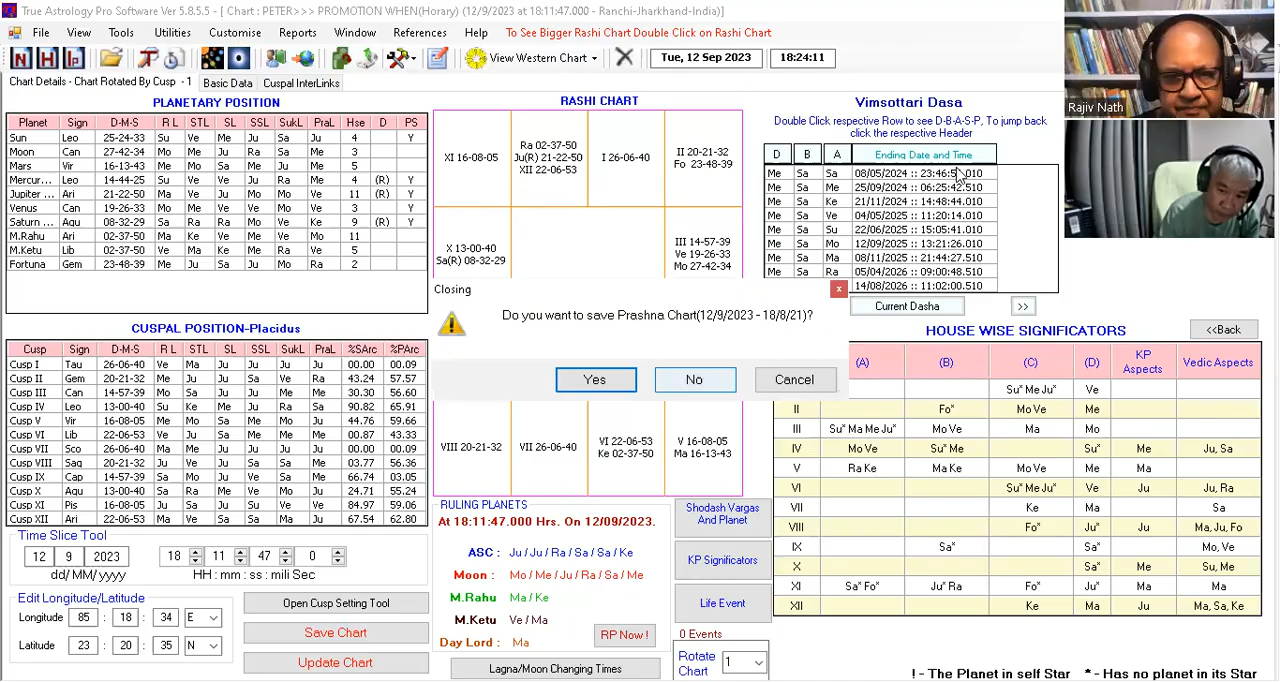 True Astrology Pro Software Ver 5.8.5.5 - [ Chart : PETER>>> PROMOTION WHEN(Horary) (12/9/2023 @ 18:11:47.000 - Ranchi-Jharkhand-India)]
File View Tools Utilities Customise Reports Window References Help To See Bigger Rashi Chart Double Click on Rashi Chart
N H View Western Chart Tue, 12 Sep 2023 18:24:11
Chart Details - Chart Rotated By Cusp - 1 Basic Data Cuspal InterLinks
PLANETARY POSITION
Planet Sign D-M-S R L STL SL SSL SukL PraL Hse D PS
Sun Leo 25-24-33 Su Ve Me Ju Sa Ju 4 Y
Moon Can 27-42-34 Mo Me Ju Ra Sa Me 3
Mars Vir 16-13-43 Me Mo Sa Ju Ju Me 5
Mercur... Leo 14-44-25 Su Ve Ve Su Ra Me 4 (R) Y
Jupiter ... Ari 21-22-50 Ma Ve Ju Ma Mo Ju 11 (R) Y
Venus Can 19-26-33 Mo Me Ve Me Ve Ju 3 Y
Saturn ... Aqu 08-32-29 Sa Ra Ra Mo Ve Ke 9 (R) Y
M.Rahu Ari 02-37-50 Ma Ke Ve Me Ju Ma 11
M.Ketu Lib 02-37-50 Ve Ma Ke Me Ra Ve 5
Fortuna Gem 23-48-39 Me Ju Sa Ju Mo Ra 2
CUSPAL POSITION-Placidus
Cusp Sign D-M-S R L STL SL SSL SukL PraL %SArc %PArc
Cusp I Tau 26-06-40 Ve Ma Ju Ju Ve Ju 00.00 00.09
Cusp II Gem 20-21-32 Me Ju Ju Sa Ve Ra 43.24 57.57
Cusp III Can 14-57-39 Mo Sa Ju Ju Sa Me 30.30 56.60
Cusp IV Leo 13-00-40 Su Ke Me Ju Ra Sa 90.82 65.91
Cusp V Vir 16-08-05 Me Mo Sa Ju Mo Ve 44.76 59.66
Cusp VI Lib 22-06-53 Ve Ju Sa Me Ju Me 00.87 43.33
Cusp VII Sco 26-06-40 Ma Me Ju Sa Mo Ju 00.00 00.09
Cusp VIII Sag 20-21-32 Ju Ve Ju Sa Sa Me 03.77 56.36
Cusp IX Cap 14-57-39 Sa Mo Ju Sa Me Me 66.74 03.05
Cusp X Aqu 13-00-40 Sa Ra Me Ve Mo Ju 24.71 55.24
Cusp XI Pis 16-08-05 Ju Sa Ju Ma Ve Ju 84.97 59.06
Cusp XII Ari 22-06-53 Ma Ve Sa Sa Ma Me 67.54 62.80
Time Slice Tool
12 9 2023 18 11 47 0
dd/ MM/ yyyy HH : mm : ss : mili Sec
Edit Longitude/Latitude
Longitude 85 : 18 : 34 E
Latitude 23 : 20 : 35 N
Open Cusp Setting Tool
Save Chart
Update Chart
RASHI CHART
XI 16-08-05
Ra 02-37-50
Ju(R) 21-22-50
XII 22-06-53
I 26-06-40
II 20-21-32
Fo 23-48-39
X 13-00-40
Sa(R) 08-32-29
III 14-57-39
Ve 19-26-33
Mo 27-42-34
Closing
Do you want to save Prashna Chart(12/9/2023 - 18/8/21)?
Yes No Cancel
VIII 20-21-32
VII 26-06-40
VI 22-06-53
Ke 02-37-50
V 16-08-05
Ma 16-13-43
RULING PLANETS
At 18:11:47.000 Hrs. On 12/09/2023.
ASC : Ju / Ju / Ra / Sa / Sa / Ke
Moon : Mo / Me / Ju / Ra / Sa / Me
M.Rahu Ma / Ke
M.Ketu Ve / Ma
Day Lord : Ma
RP Now !
Lagna/Moon Changing Times
Shodash Vargas And Planet
KP Significators
Life Event
0 Events
Rotate Chart 1
Vimsottari Dasa
Double Click respective Row to see D-B-A-S-P, To jump back
click the respective Header
D B A Ending Date and Time
Me Sa Sa 08/05/2024 :: 23:46:5 .010
Me Sa Me 25/09/2024 :: 06:25:42.510
Me Sa Ke 21/11/2024 :: 14:48:44.010
Me Sa Ve 04/05/2025 :: 11:20:14.010
Me Sa Su 22/06/2025 :: 15:05:41.010
Me Sa Mo 12/09/2025 :: 13:21:26.010
Me Sa Ma 08/11/2025 :: 21:44:27.510
Me Sa Ra 05/04/2026 :: 09:00:48.510
14/08/2026 :: 11:02:00.510
Current Dasha >>
HOUSE WISE SIGNIFICATORS <<Back
(A) (B) (C) (D) KP Aspects Vedic Aspects
Su* Me Ju* Ve
II Fo* Mo Ve Me
III Su* Ma Me Ju* Mo Ve Ma Mo
IV Mo Ve Su* Me Su* Me Ju, Sa
V Ra Ke Ma Ke Mo Ve Me Ma
VI Su* Me Ju* Ve Ju Ju, Ra
VII Ke Ma Sa
VIII Fo* Ju* Ju Ma, Ju, Fo
IX Sa* Sa* Mo, Ve
X Sa* Me Su, Me
XI Sa* Fo* Ju* Ra Fo* Ju* Ma Ma
XII Ke Ma Ju Ma, Sa, Ke
! - The Planet in self Star * - Has no planet in its Star
Rajiv Nath